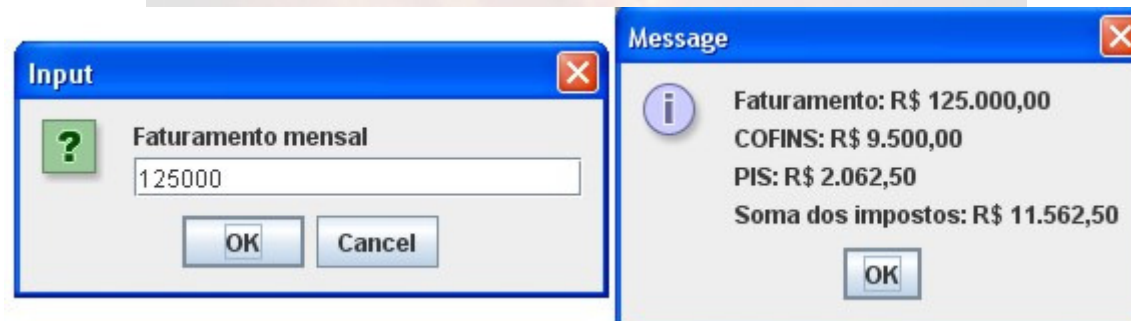 Input
?
Faturamento mensal
125000
OK Cancel
Message
i
Faturamento: R$ 125.000,00
COFINS: R$ 9.500,00
PIS: R$ 2.062,50
Soma dos impostos: R$ 11.562,50
OK